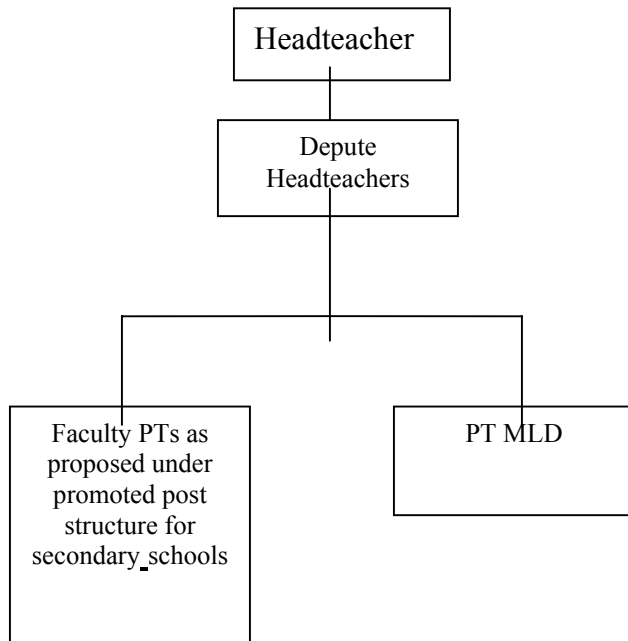 Headteacher
Depute
Headteachers
Faculty PTs as
proposed under
promoted post
structure for
secondary schools
PT MLD